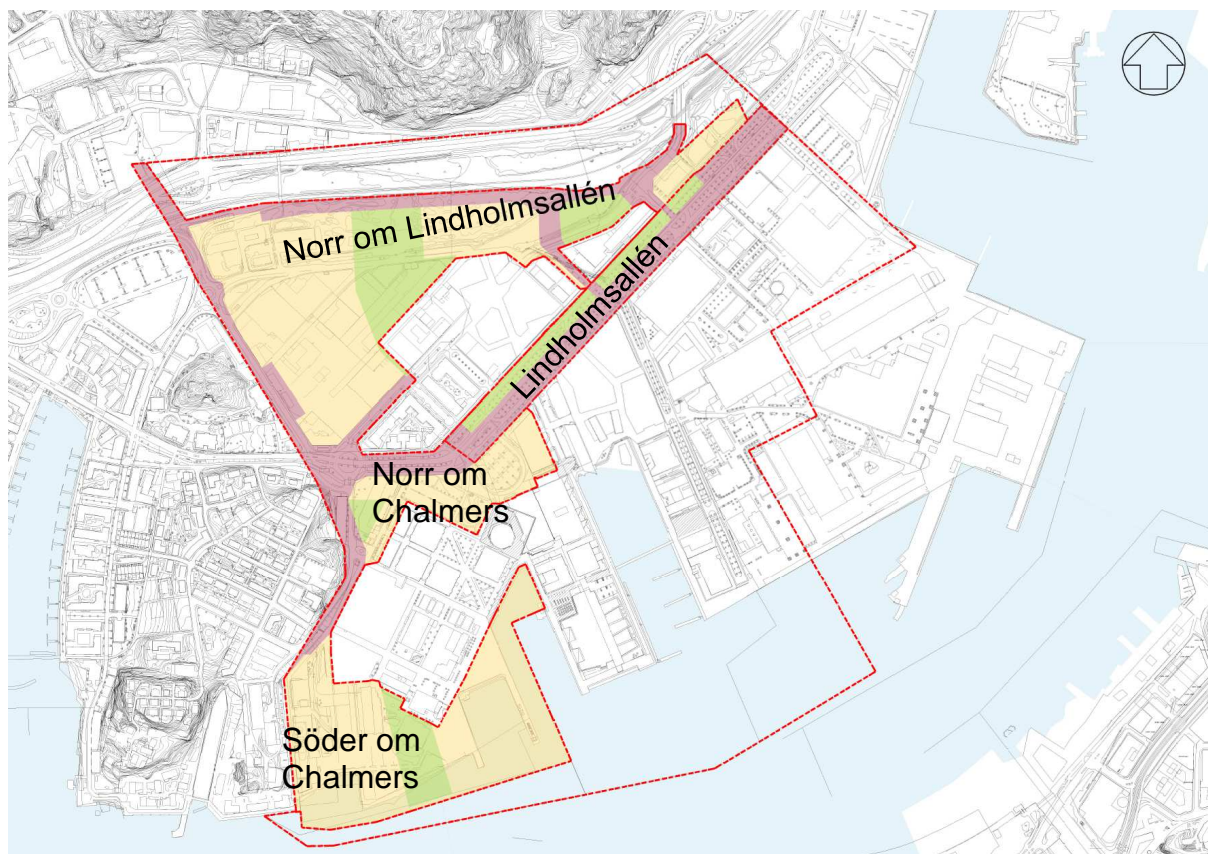 Norr om Lindholmsallén
Lindholmsallén
Norr om
Chalmers
Söder om
Chalmers